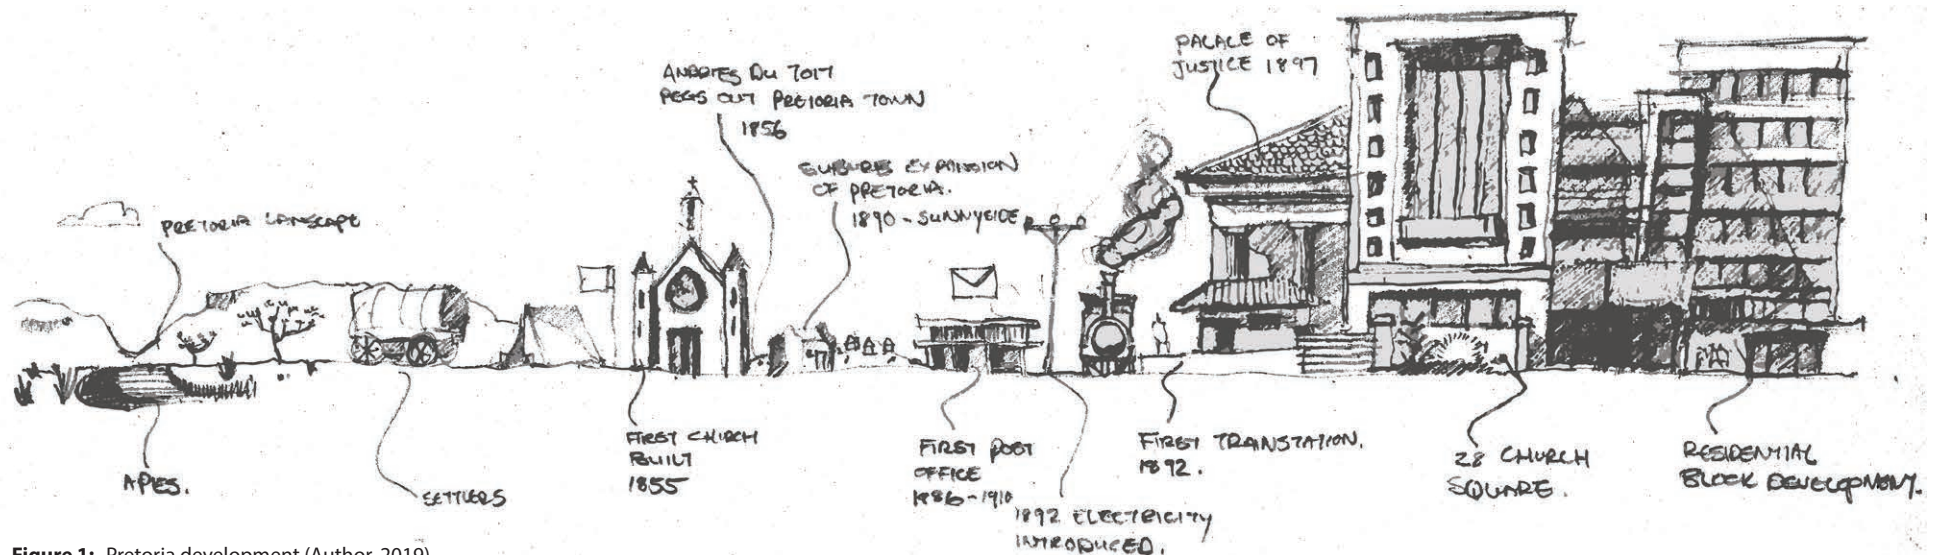 PRETORIA LANSCAPE
APIES.
SETTLERS
FIRST CHURCH
BUILT
1855
ANDRIES DU TOIT
PEGS OUT PRETORIA TOWN
1856
SUBURB EXPANSION
OF PRETORIA.
1890 - SUNNYSIDE
FIRST POST
OFFICE
1886-1910
1892 ELECTRICITY
INTRODUCED.
FIRST TRAINSTATION.
1892.
PALACE OF
JUSTICE 1897
28 CHURCH
SQUARE.
RESIDENTIAL
BLOCK DEVELOPMENT.
Figure 1: Pretoria development (Author, 2019)